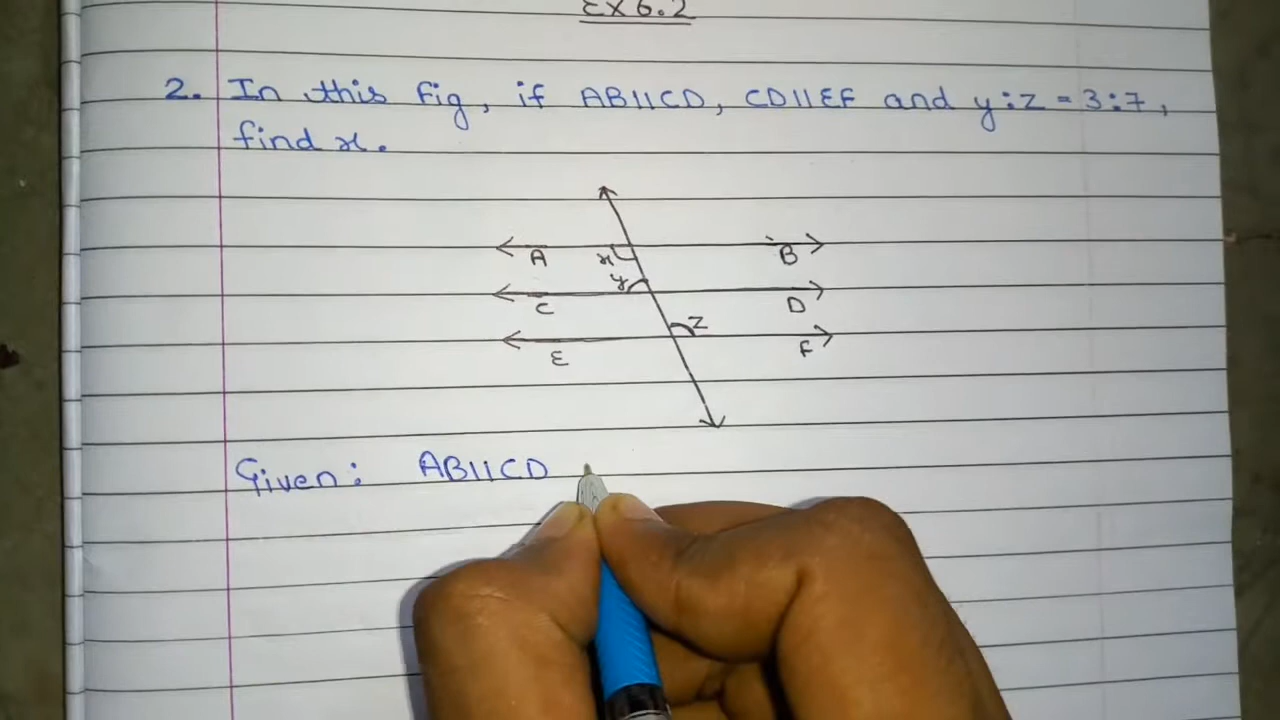 Ex 6.2
2. In this fig, if AB||CD, CD||EF and y:z = 3:7,
find x.
A
B
x
y
C
D
z
E
F
Given: AB||CD